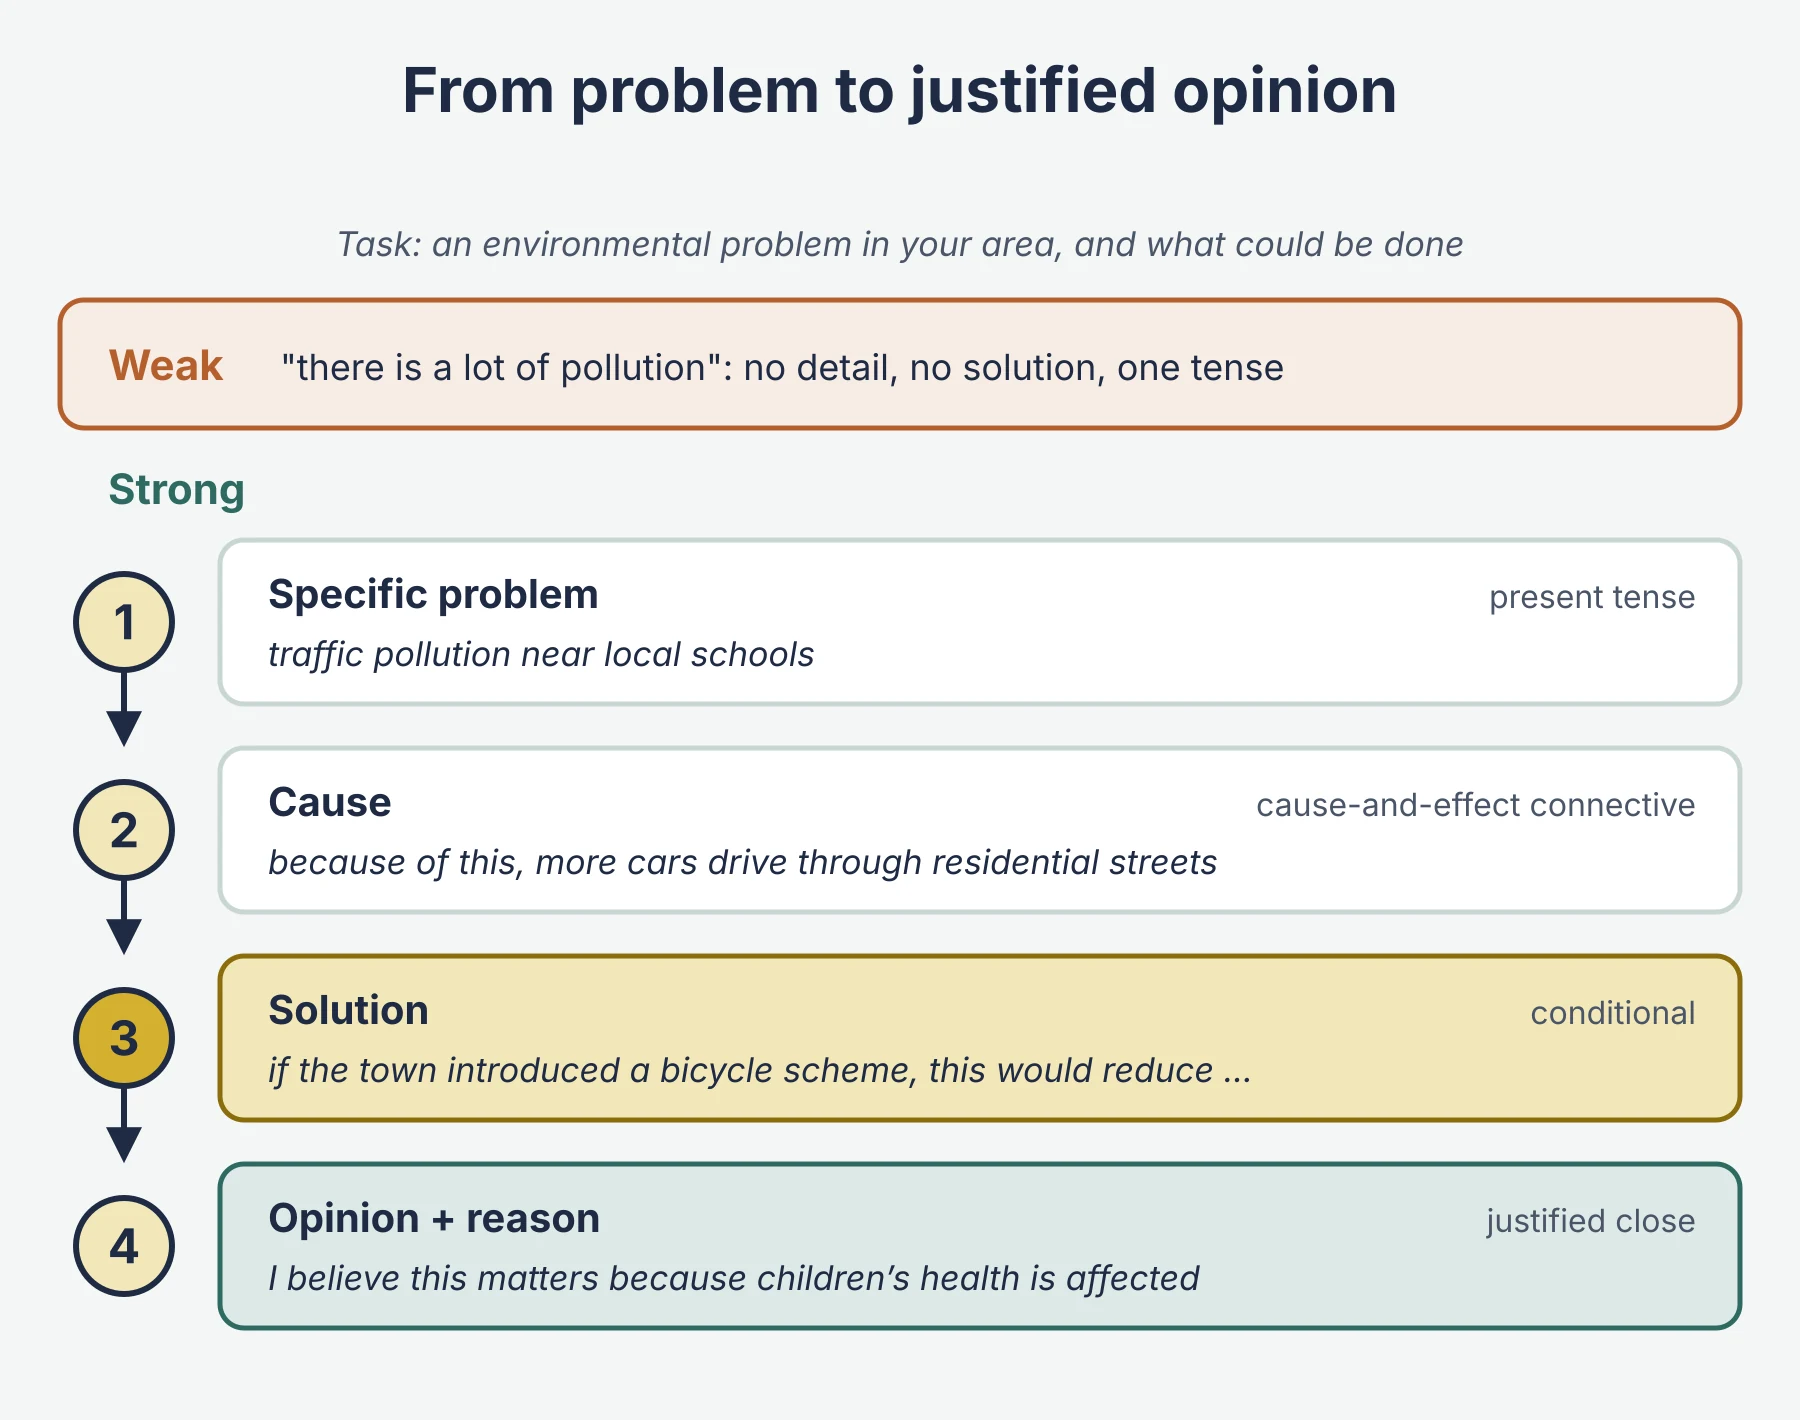 From problem to justified opinion
Task: an environmental problem in your area, and what could be done
Weak "there is a lot of pollution": no detail, no solution, one tense
Strong
1 Specific problem present tense
traffic pollution near local schools
2 Cause cause-and-effect connective
because of this, more cars drive through residential streets
3 Solution conditional
if the town introduced a bicycle scheme, this would reduce ...
4 Opinion + reason justified close
I believe this matters because children’s health is affected